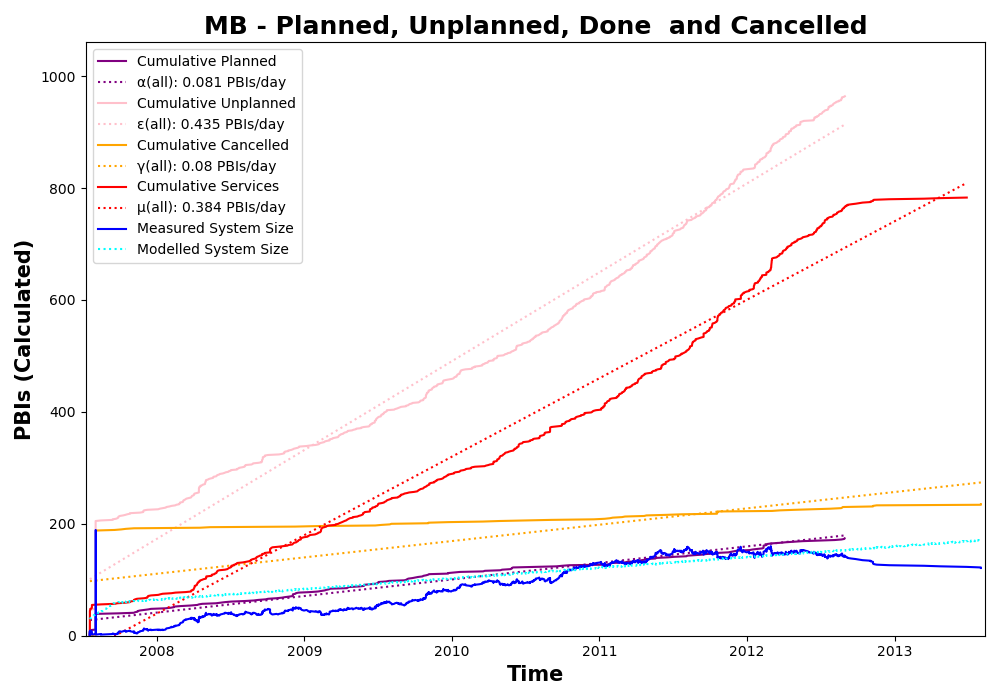 MB - Planned, Unplanned, Done  and Cancelled
Cumulative Planned
α(all): 0.081 PBIs/day
Cumulative Unplanned
ε(all): 0.435 PBIs/day
Cumulative Cancelled
γ(all): 0.08 PBIs/day
Cumulative Services
μ(all): 0.384 PBIs/day
Measured System Size
Modelled System Size
PBIs (Calculated)
1000
800
600
400
200
0
2008 2009 2010 2011 2012 2013
Time